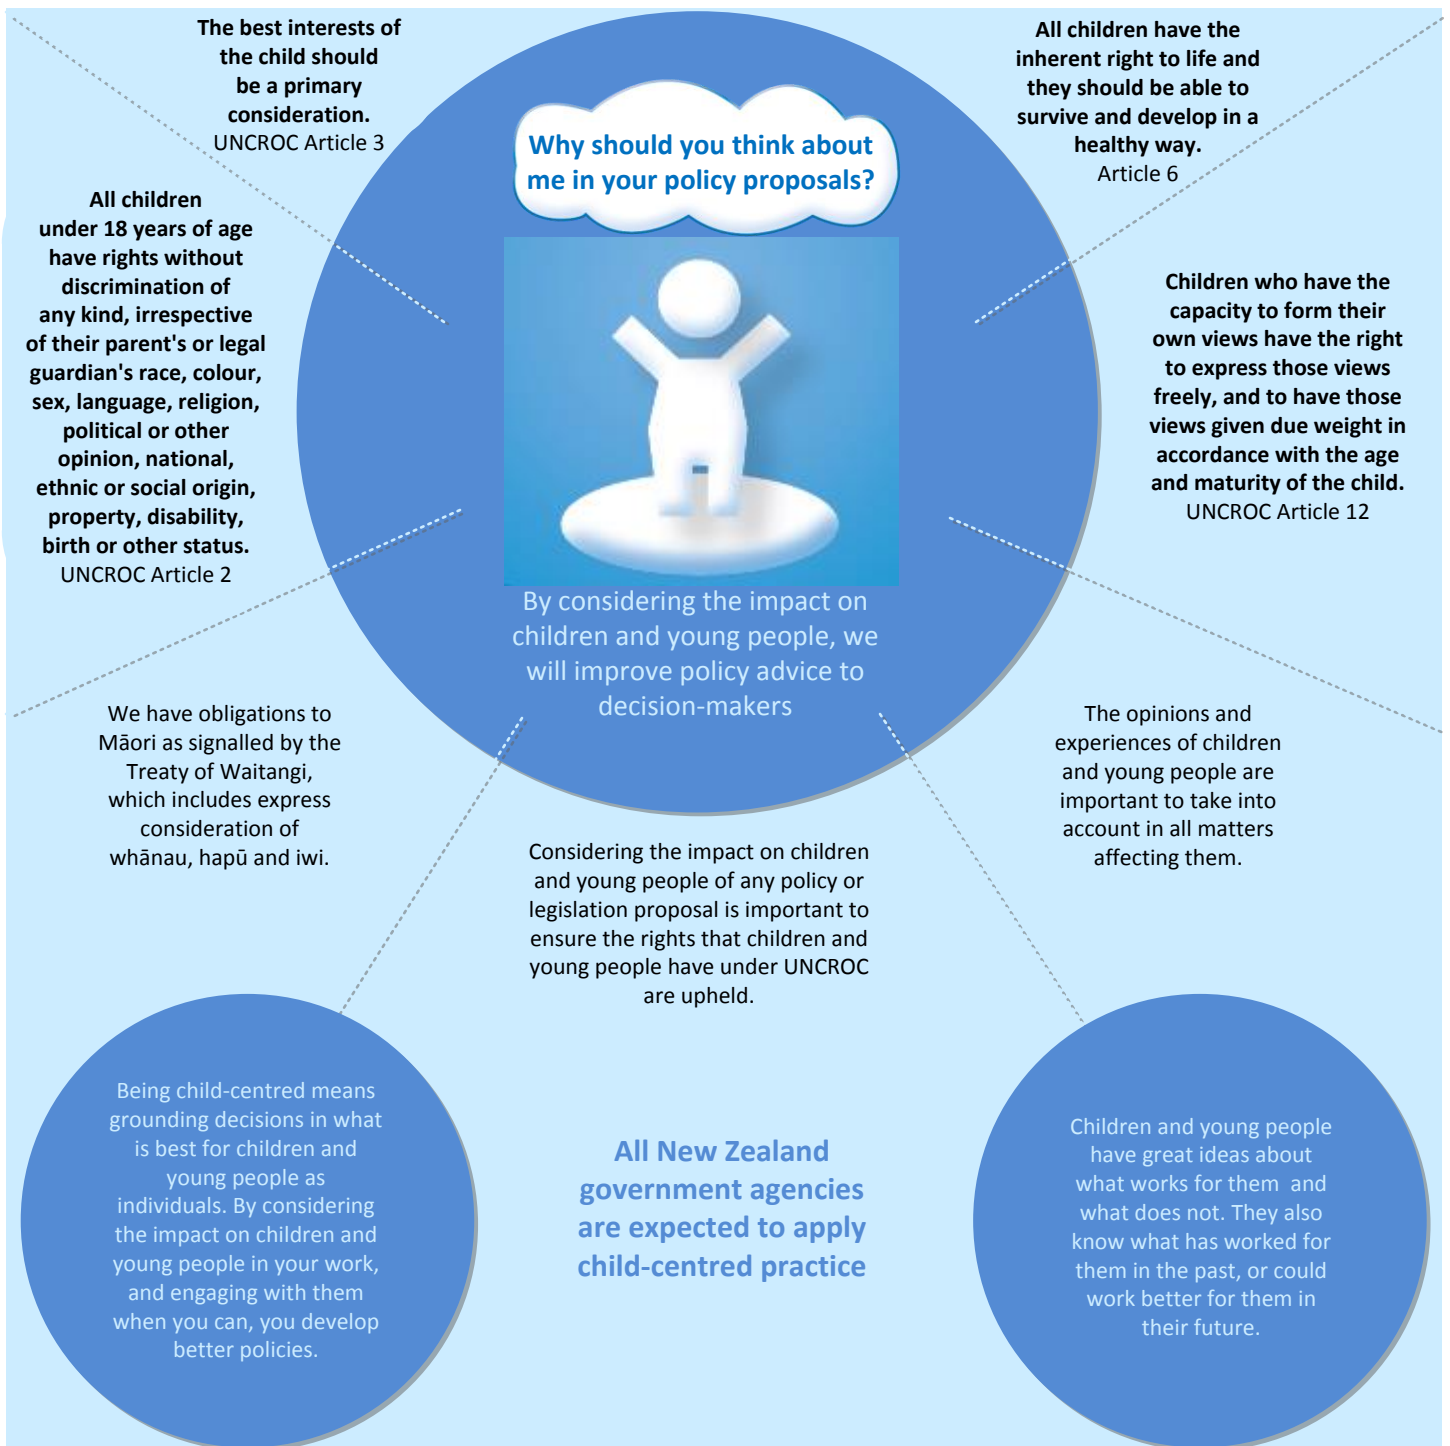 The best interests of
the child should
be a primary
consideration.
UNCROC Article 3
All children
under 18 years of age
have rights without
discrimination of
any kind, irrespective
of their parent's or legal
guardian's race, colour,
sex, language, religion,
political or other
opinion, national,
ethnic or social origin,
property, disability,
birth or other status.
UNCROC Article 2
Why should you think about
me in your policy proposals?
By considering the impact on
children and young people, we
will improve policy advice to
decision-makers
All children have the
inherent right to life and
they should be able to
survive and develop in a
healthy way.
Article 6
Children who have the
capacity to form their
own views have the right
to express those views
freely, and to have those
views given due weight in
accordance with the age
and maturity of the child.
UNCROC Article 12
We have obligations to
Māori as signalled by the
Treaty of Waitangi,
which includes express
consideration of
whānau, hapū and iwi.
Considering the impact on children
and young people of any policy or
legislation proposal is important to
ensure the rights that children and
young people have under UNCROC
are upheld.
The opinions and
experiences of children
and young people are
important to take into
account in all matters
affecting them.
Being child-centred means
grounding decisions in what
is best for children and
young people as
individuals. By considering
the impact on children and
young people in your work,
and engaging with them
when you can, you develop
better policies.
All New Zealand
government agencies
are expected to apply
child-centred practice
Children and young people
have great ideas about
what works for them and
what does not. They also
know what has worked for
them in the past, or could
work better for them in
their future.